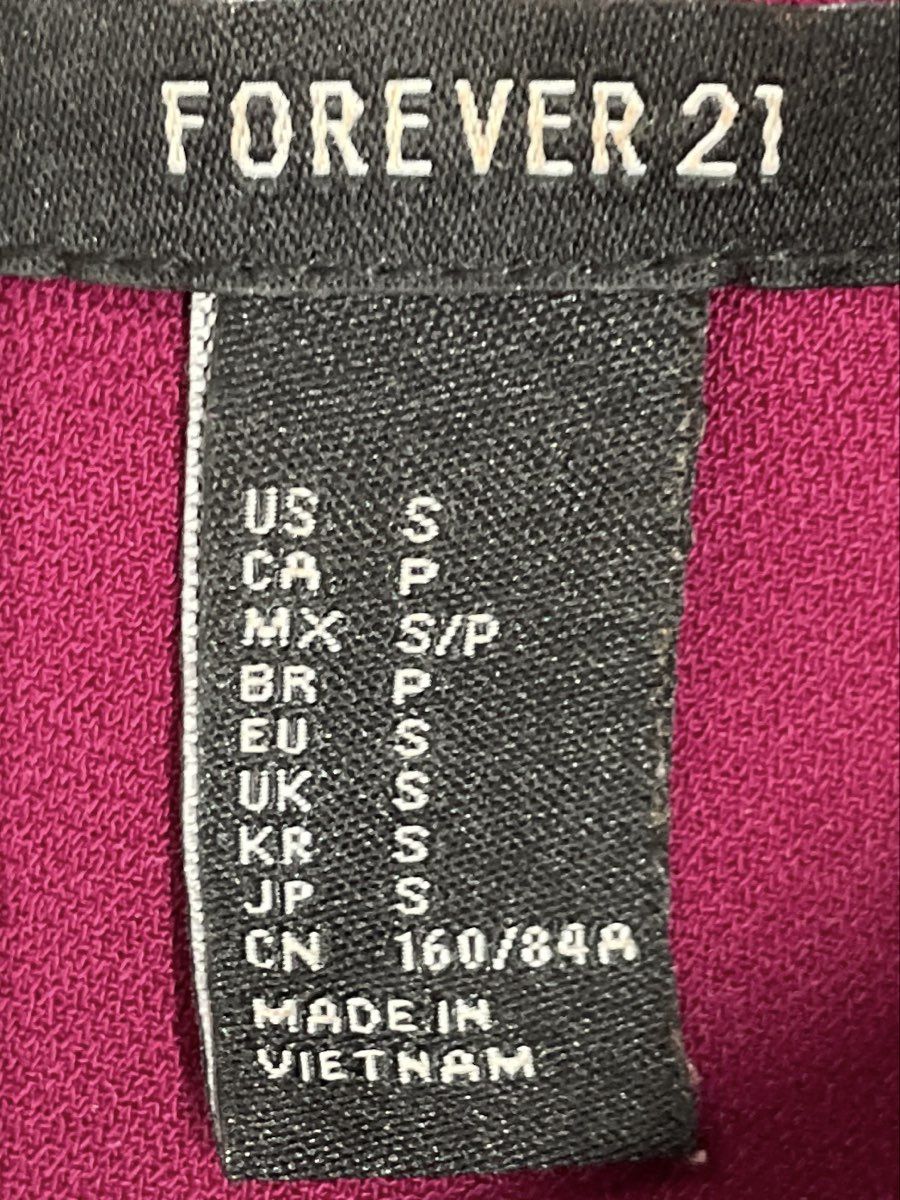 FOREVER 21
US S
CA P
MX S/P
BR P
EU S
UK S
KR S
JP S
CN 160/84A
MADE IN
VIETNAM